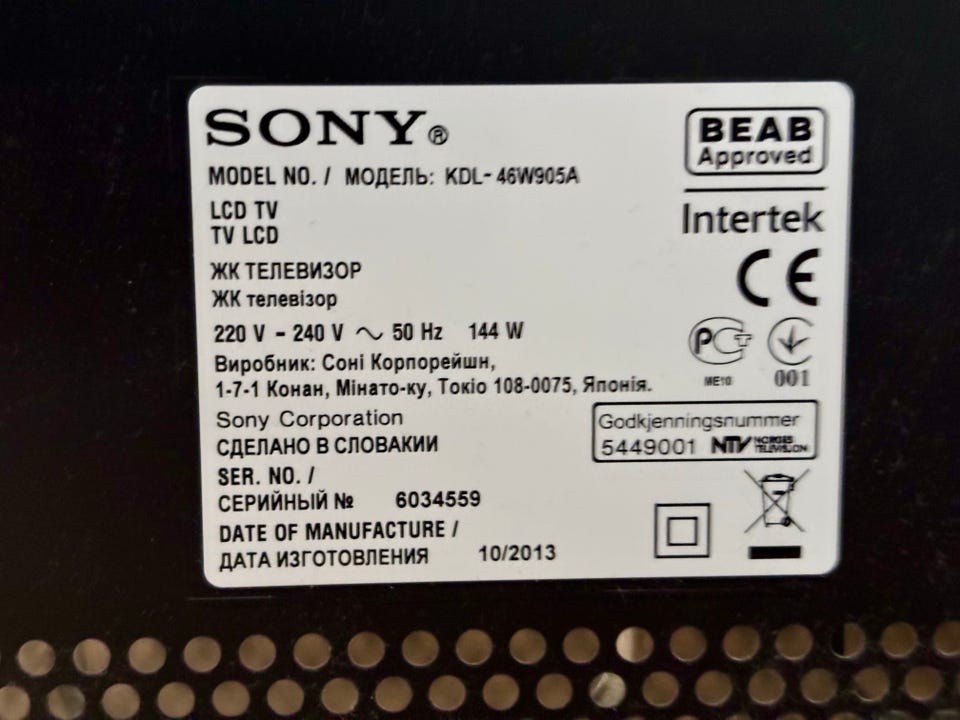 SONY®
MODEL NO. / МОДЕЛЬ: KDL-46W905A
LCD TV
TV LCD
ЖК ТЕЛЕВИЗОР
ЖК телевізор
220 V - 240 V ~ 50 Hz 144 W
Виробник: Соні Корпорейшн,
1-7-1 Конан, Мінато-ку, Токіо 108-0075, Японія.
Sony Corporation
СДЕЛАНО В СЛОВАКИИ
SER. NO. /
СЕРИЙНЫЙ № 6034559
DATE OF MANUFACTURE /
ДАТА ИЗГОТОВЛЕНИЯ 10/2013
BEAB
Approved
Intertek
CE
РСТ
ME10
001
Godkjenningsnummer
5449001 NTV NORGES TELEVISJON